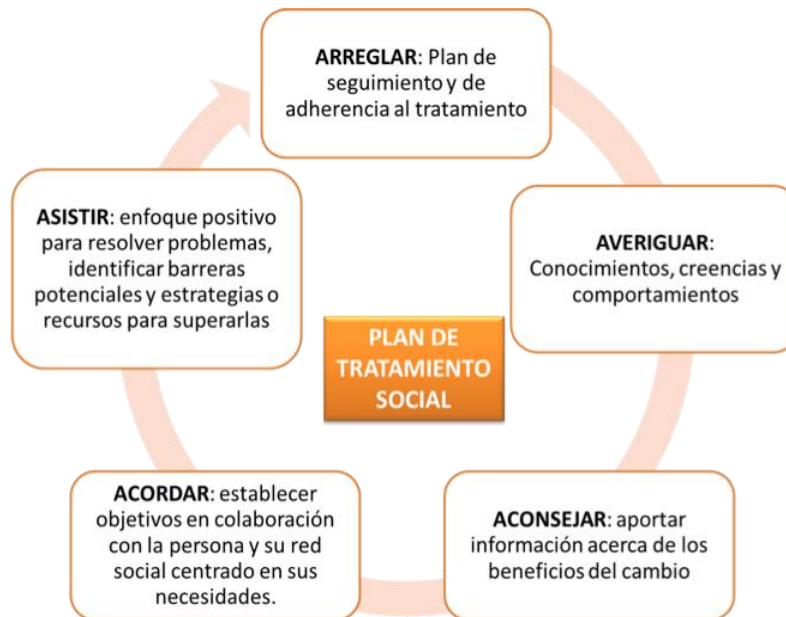 ARREGLAR: Plan de
seguimiento y de
adherencia al tratamiento
AVERIGUAR:
Conocimientos, creencias y
comportamientos
ACONSEJAR: aportar
información acerca de los
beneficios del cambio
ACORDAR: establecer
objetivos en colaboración
con la persona y su red
social centrado en sus
necesidades.
ASISTIR: enfoque positivo
para resolver problemas,
identificar barreras
potenciales y estrategias o
recursos para superarlas
PLAN DE
TRATAMIENTO
SOCIAL